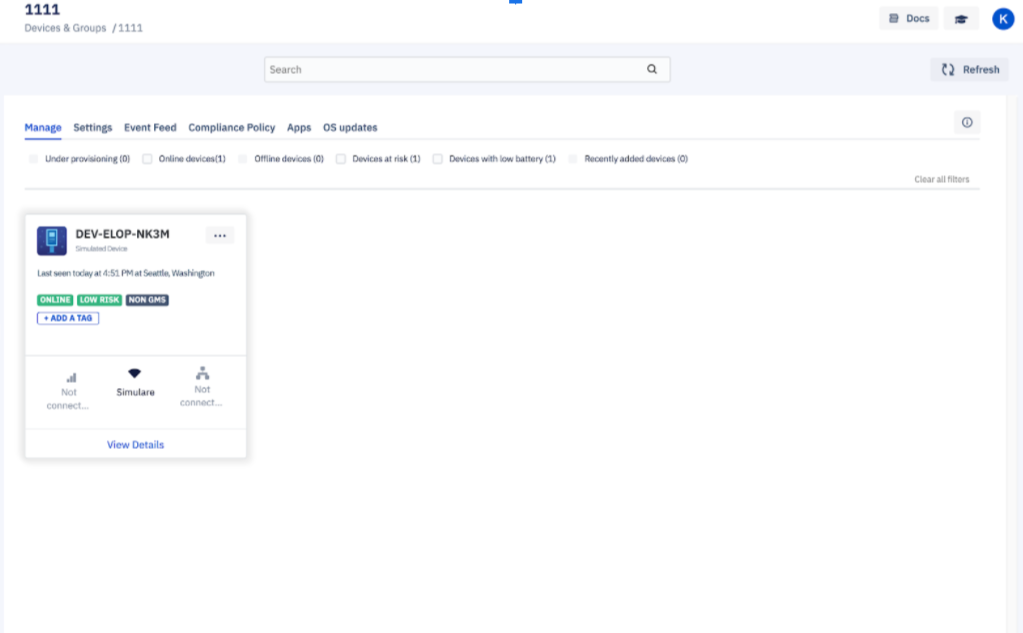 1111
Devices & Groups / 1111
Docs
K
Search
Refresh
Manage Settings Event Feed Compliance Policy Apps OS updates
Under provisioning (0) Online devices(1) Offline devices (0) Devices at risk (1) Devices with low battery (1) Recently added devices (0)
Clear all filters
DEV-ELOP-NK3M
...
Simulated Device
Last seen today at 4:51 PM at Seattle, Washington
ONLINE LOW RISK NON GMS
+ ADD A TAG
Not connect...
Simulare
Not connect...
View Details